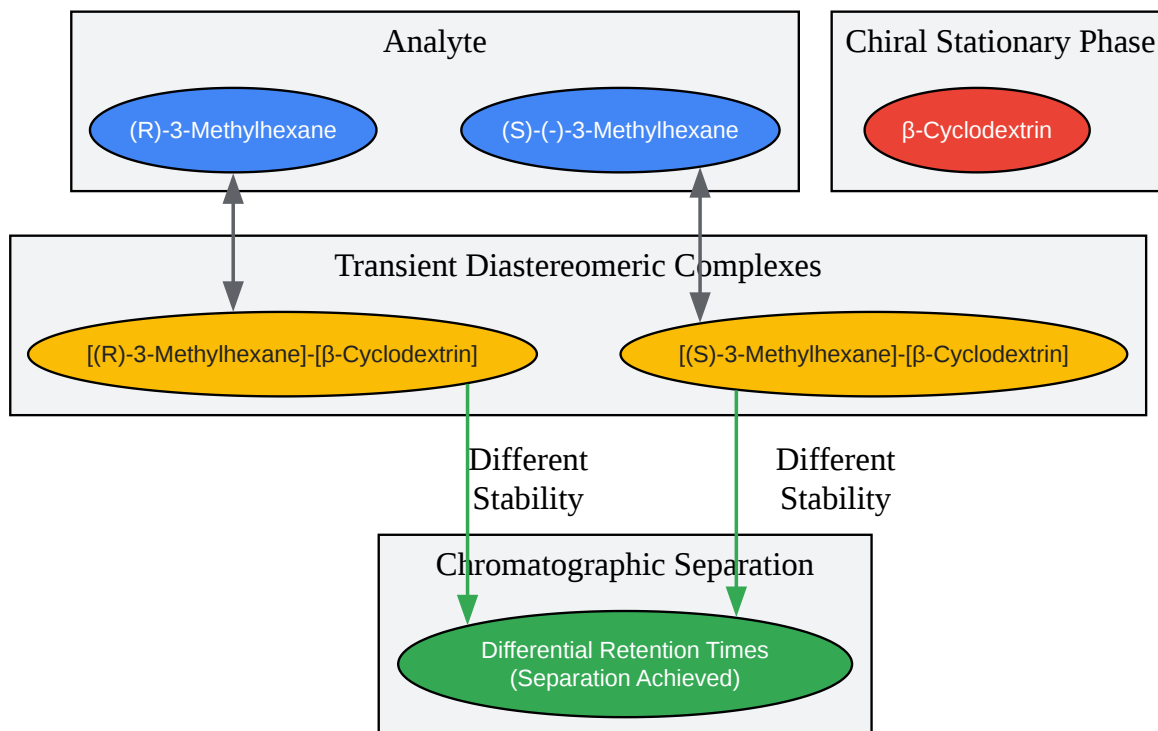 Analyte
Chiral Stationary Phase
(R)-3-Methylhexane
(S)-(-)-3-Methylhexane
β-Cyclodextrin
Transient Diastereomeric Complexes
[(R)-3-Methylhexane]-[β-Cyclodextrin]
[(S)-3-Methylhexane]-[β-Cyclodextrin]
Different
Stability
Different
Stability
Chromatographic Separation
Differential Retention Times
(Separation Achieved)